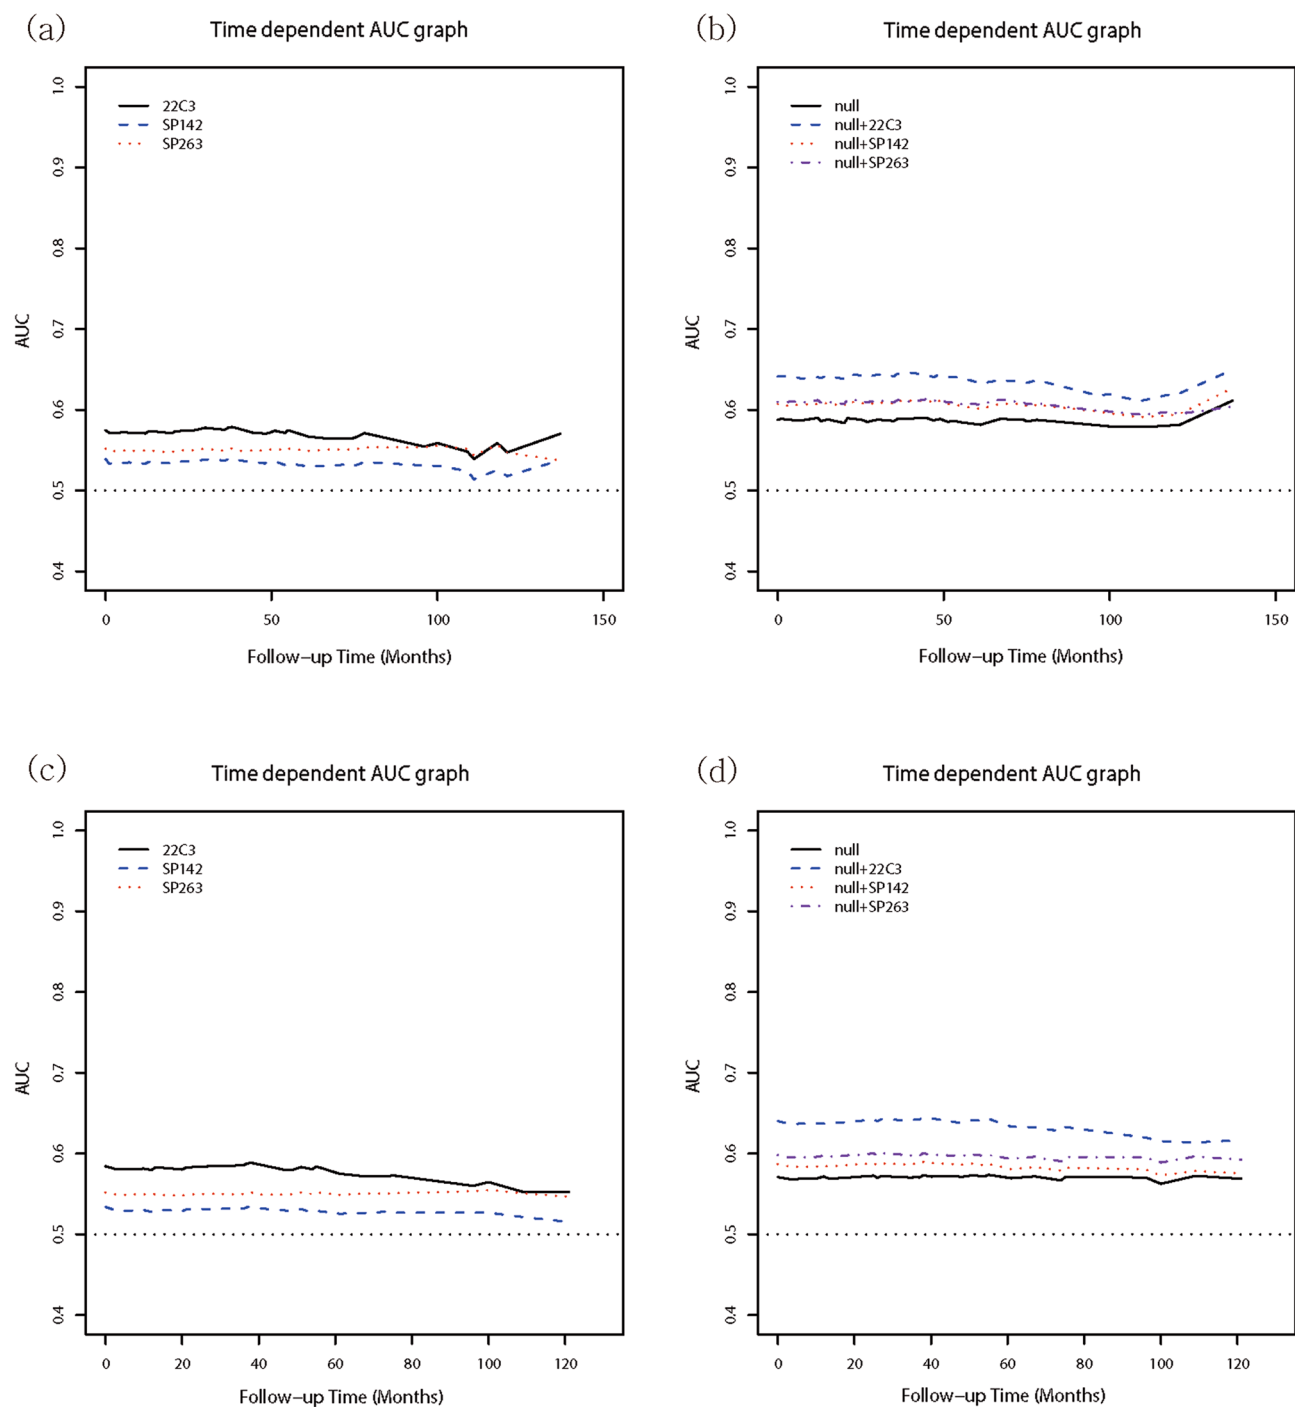 (a)
Time dependent AUC graph
1.0
0.9
0.8
0.7
0.6
0.5
0.4
AUC
22C3
SP142
SP263
0
50
100
150
Follow-up Time (Months)
(b)
Time dependent AUC graph
1.0
0.9
0.8
0.7
0.6
0.5
0.4
AUC
null
null+22C3
null+SP142
null+SP263
0
50
100
150
Follow-up Time (Months)
(c)
Time dependent AUC graph
1.0
0.9
0.8
0.7
0.6
0.5
0.4
AUC
22C3
SP142
SP263
0
20
40
60
80
100
120
Follow-up Time (Months)
(d)
Time dependent AUC graph
1.0
0.9
0.8
0.7
0.6
0.5
0.4
AUC
null
null+22C3
null+SP142
null+SP263
0
20
40
60
80
100
120
Follow-up Time (Months)